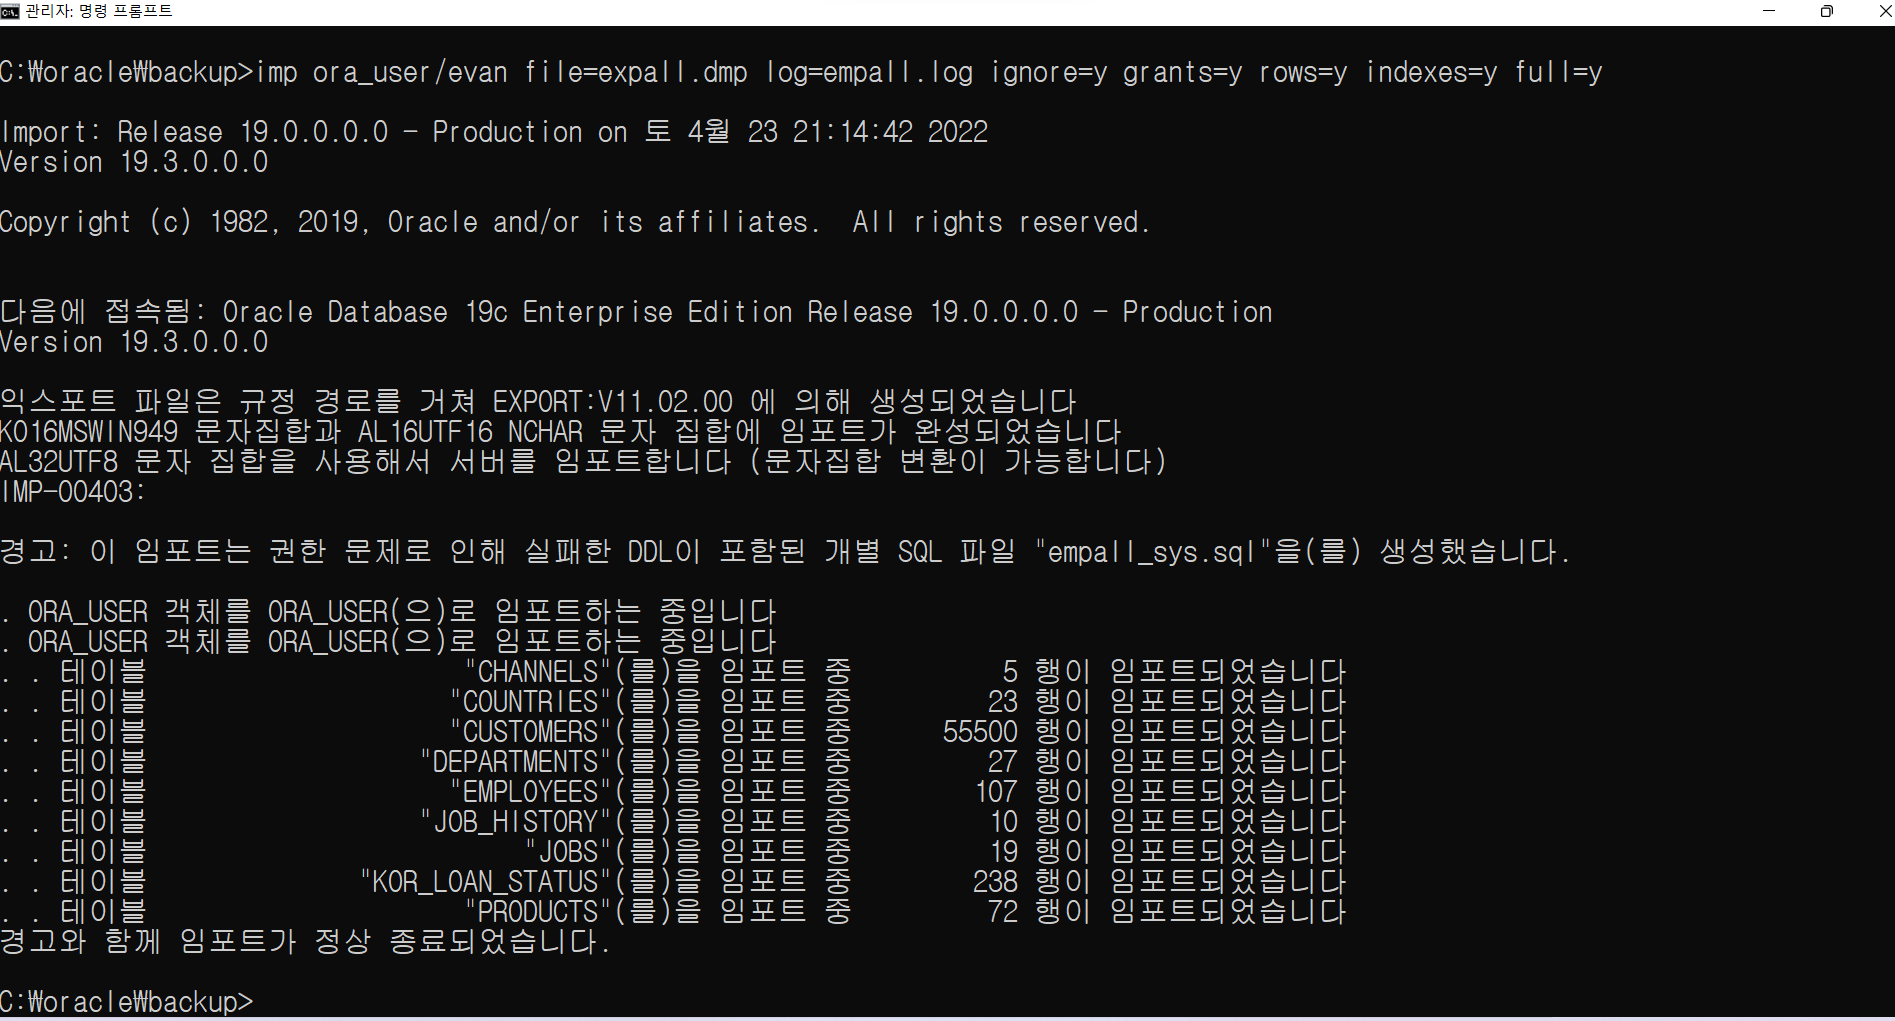 관리자: 명령 프롬프트
C:₩oracle₩backup>imp ora_user/evan file=expall.dmp log=empall.log ignore=y grants=y rows=y indexes=y full=y
Import: Release 19.0.0.0.0 - Production on 토 4월 23 21:14:42 2022
Version 19.3.0.0.0
Copyright (c) 1982, 2019, Oracle and/or its affiliates.  All rights reserved.
다음에 접속됨: Oracle Database 19c Enterprise Edition Release 19.0.0.0.0 - Production
Version 19.3.0.0.0
익스포트 파일은 규정 경로를 거쳐 EXPORT:V11.02.00 에 의해 생성되었습니다
KO16MSWIN949 문자집합과 AL16UTF16 NCHAR 문자 집합에 임포트가 완성되었습니다
AL32UTF8 문자 집합을 사용해서 서버를 임포트합니다 (문자집합 변환이 가능합니다)
IMP-00403:
경고: 이 임포트는 권한 문제로 인해 실패한 DDL이 포함된 개별 SQL 파일 "empall_sys.sql"을(를) 생성했습니다.
. ORA_USER 객체를 ORA_USER(으)로 임포트하는 중입니다
. ORA_USER 객체를 ORA_USER(으)로 임포트하는 중입니다
. . 테이블 "CHANNELS"(를)을 임포트 중 5 행이 임포트되었습니다
. . 테이블 "COUNTRIES"(를)을 임포트 중 23 행이 임포트되었습니다
. . 테이블 "CUSTOMERS"(를)을 임포트 중 55500 행이 임포트되었습니다
. . 테이블 "DEPARTMENTS"(를)을 임포트 중 27 행이 임포트되었습니다
. . 테이블 "EMPLOYEES"(를)을 임포트 중 107 행이 임포트되었습니다
. . 테이블 "JOB_HISTORY"(를)을 임포트 중 10 행이 임포트되었습니다
. . 테이블 "JOBS"(를)을 임포트 중 19 행이 임포트되었습니다
. . 테이블 "KOR_LOAN_STATUS"(를)을 임포트 중 238 행이 임포트되었습니다
. . 테이블 "PRODUCTS"(를)을 임포트 중 72 행이 임포트되었습니다
경고와 함께 임포트가 정상 종료되었습니다.
C:₩oracle₩backup>